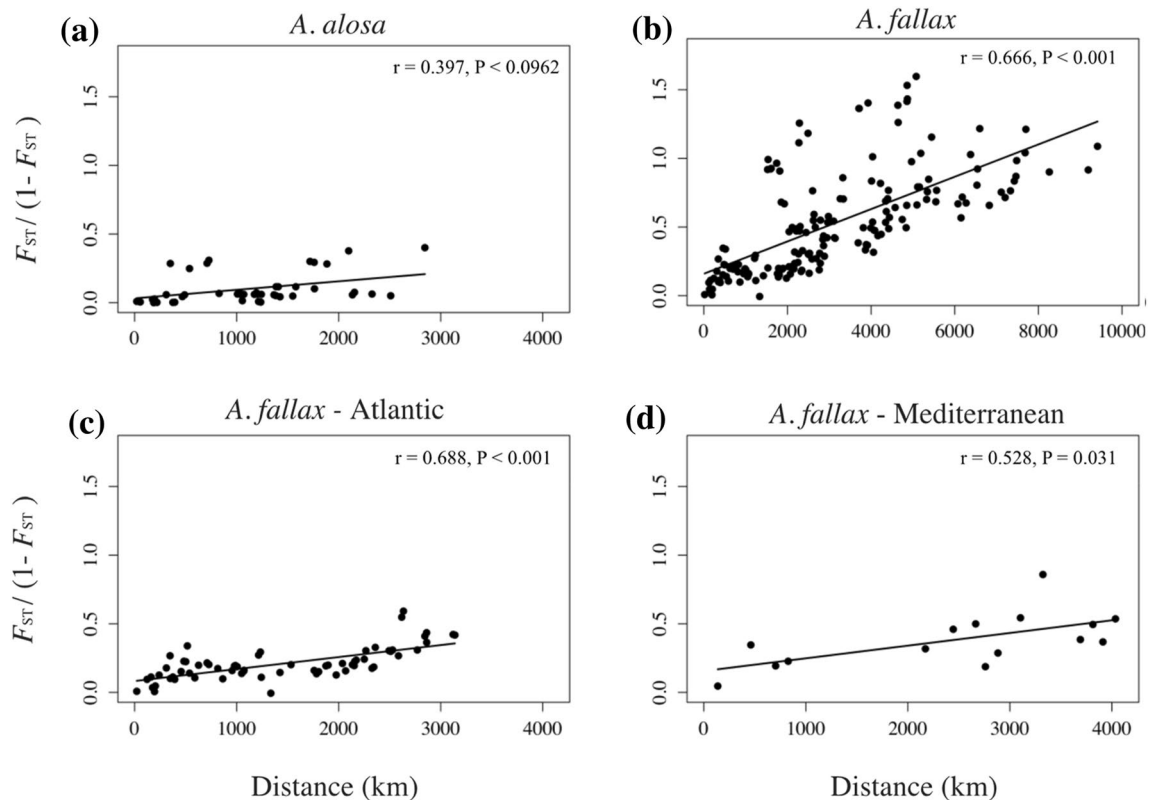 (a)
A. alosa
r = 0.397, P < 0.0962
FST / (1- FST )
0.0
0.5
1.0
1.5
0
1000
2000
3000
4000
(b)
A. fallax
r = 0.666, P < 0.001
0.0
0.5
1.0
1.5
0
2000
4000
6000
8000
10000
(c)
A. fallax - Atlantic
r = 0.688, P < 0.001
FST / (1- FST )
0.0
0.5
1.0
1.5
0
1000
2000
3000
4000
Distance (km)
(d)
A. fallax - Mediterranean
r = 0.528, P = 0.031
0.0
0.5
1.0
1.5
0
1000
2000
3000
4000
Distance (km)